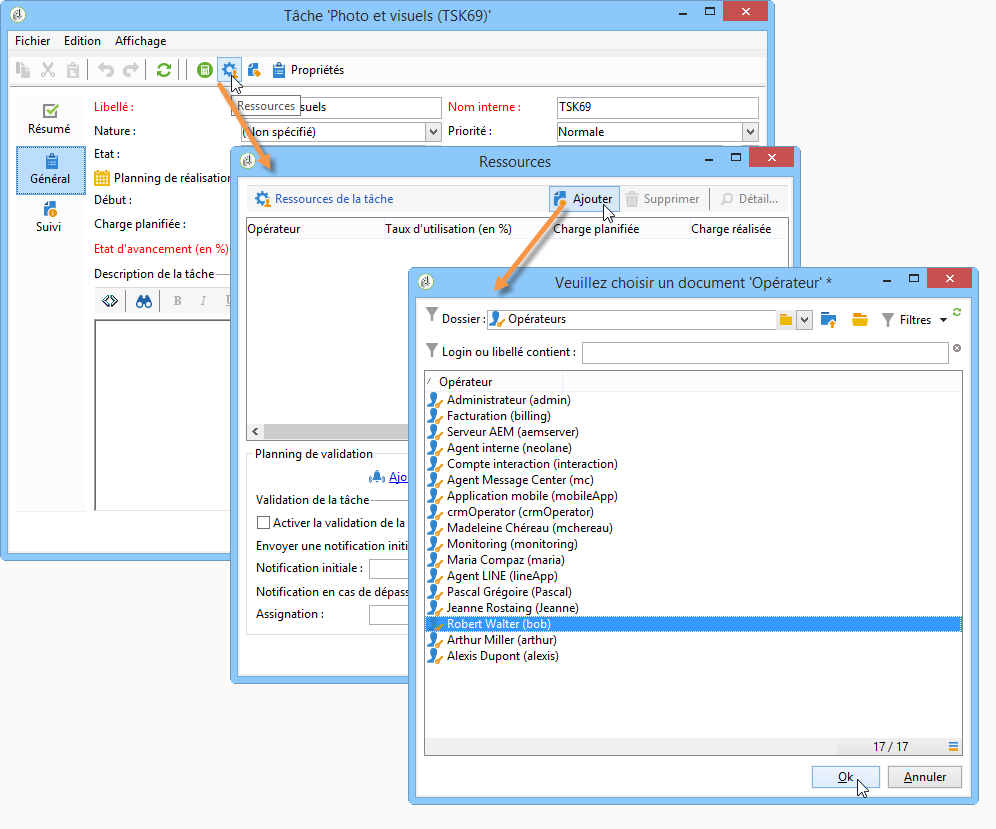 Tâche 'Photo et visuels (TSK69)'
Fichier Edition Affichage
Propriétés
Résumé
Général
Suivi
Libellé :
Ressources
suels
Nom interne :
TSK69
Nature :
(Non spécifié)
Priorité :
Normale
Etat :
Planning de réalisation
Début :
Charge planifiée :
Etat d'avancement (en %)
Description de la tâche
B I U
Ressources
Ressources de la tâche
Ajouter
Supprimer
Détail...
Opérateur Taux d'utilisation (en %) Charge planifiée Charge réalisée
Planning de validation
Ajo
Validation de la tâche
Activer la validation de la
Envoyer une notification initi
Notification initiale :
Notification en cas de dépass
Assignation :
Veuillez choisir un document 'Opérateur' *
Dossier : Opérateurs
Filtres
Login ou libellé contient :
Opérateur
Administrateur (admin)
Facturation (billing)
Serveur AEM (aemserver)
Agent interne (neolane)
Compte interaction (interaction)
Agent Message Center (mc)
Application mobile (mobileApp)
crmOperator (crmOperator)
Madeleine Chéreau (mchereau)
Monitoring (monitoring)
Maria Compaz (maria)
Agent LINE (lineApp)
Pascal Grégoire (Pascal)
Jeanne Rostaing (Jeanne)
Robert Walter (bob)
Arthur Miller (arthur)
Alexis Dupont (alexis)
17 / 17
Ok
Annuler